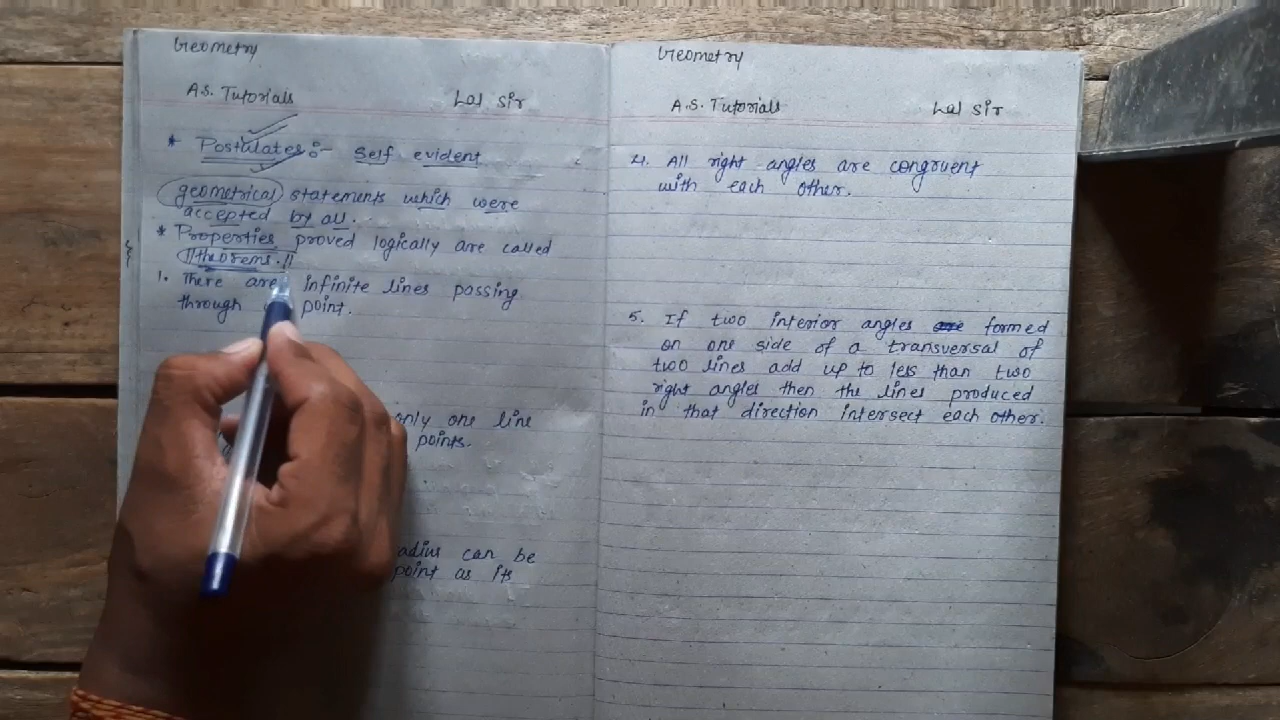 Geometry
A.S. Tutorials Lal Sir
* Postulates :- Self evident
geometrical statements which were
accepted by all.
* Properties proved logically are called
"theorems."
1. There are infinite lines passing
through point.
only one line
points.
adius can be
point as its
Geometry
A.S. Tutorials Lal Sir
4. All right angles are congruent
with each other.
5. If two interior angles are formed
on one side of a transversal of
two lines add up to less than two
right angles then the lines produced
in that direction intersect each other.